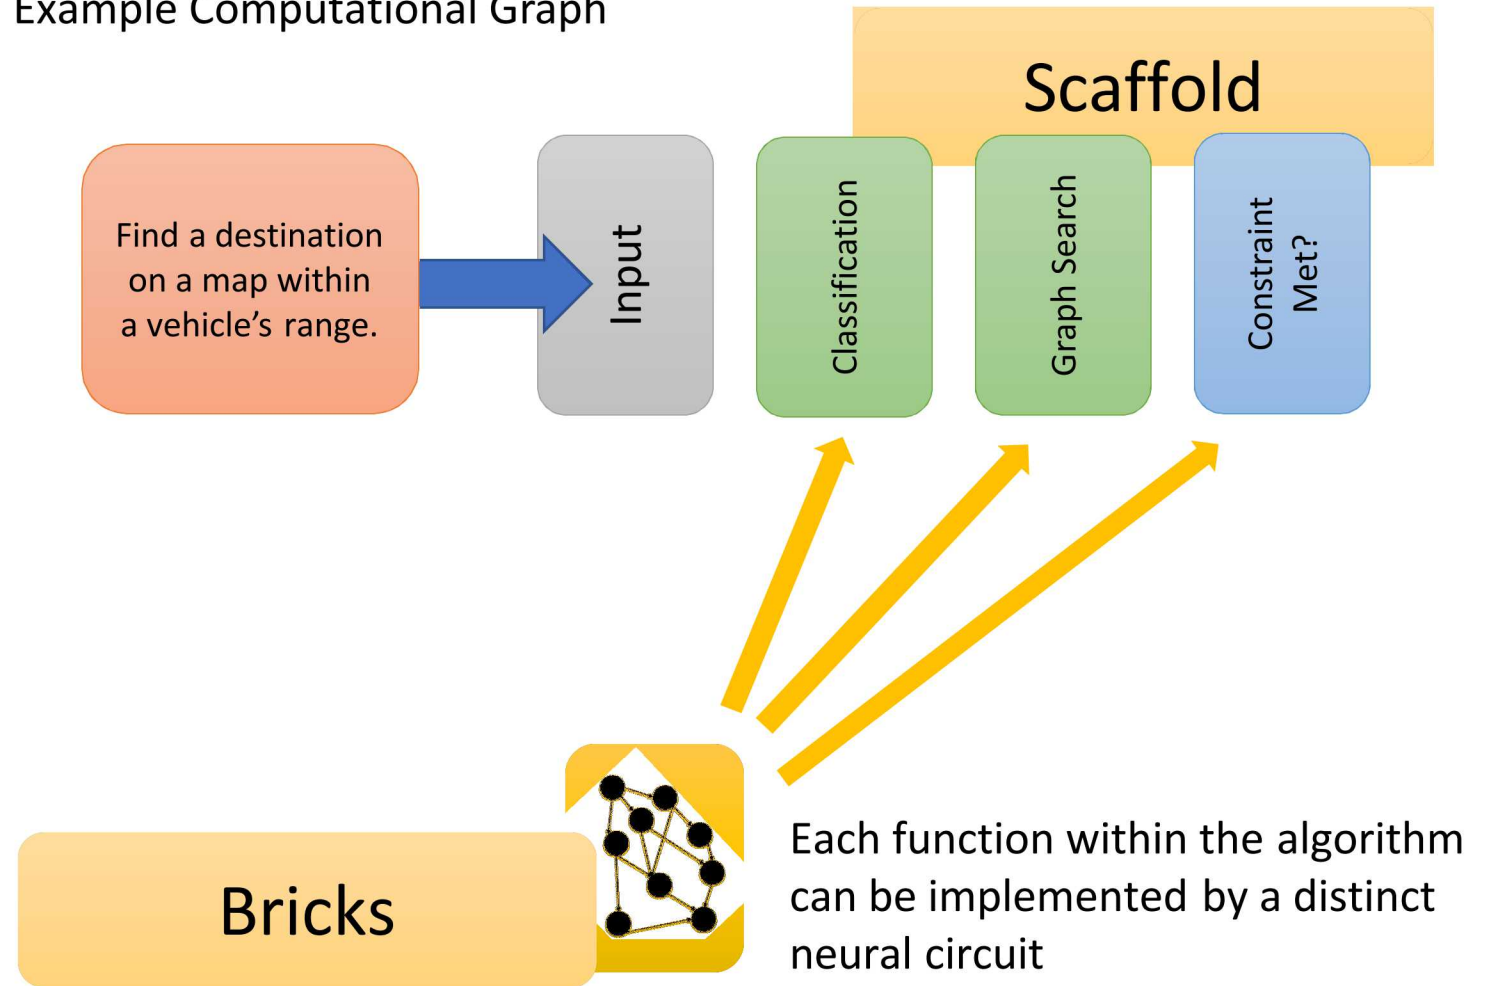 Example Computational Graph
Scaffold
Find a destination
on a map within
a vehicle’s range.
Input
Classification
Graph Search
Constraint
Met?
Bricks
Each function within the algorithm
can be implemented by a distinct
neural circuit